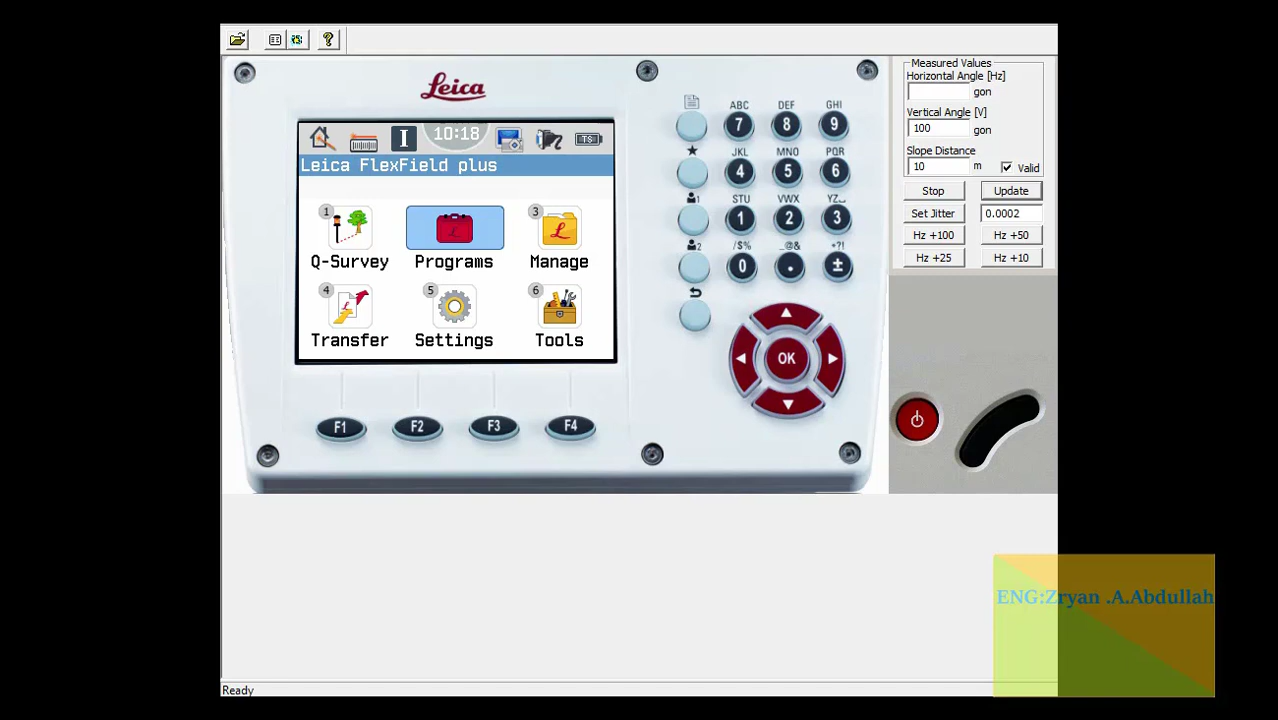 Leica
I
10:18
TS
Leica FlexField plus
1
3
Q-Survey
Programs
Manage
4
5
6
Transfer
Settings
Tools
F1
F2
F3
F4
ABC
DEF
GHI
7
8
9
JKL
MNO
PQR
4
5
6
STU
VWX
YZ
1
2
3
/$%
_@&
+?!
0
.
±
1
2
OK
Measured Values
Horizontal Angle [Hz]
gon
Vertical Angle [V]
100
gon
Slope Distance
10
m
Valid
Stop
Update
Set Jitter
0.0002
Hz +100
Hz +50
Hz +25
Hz +10
ENG:Zryan .A.Abdullah
Ready